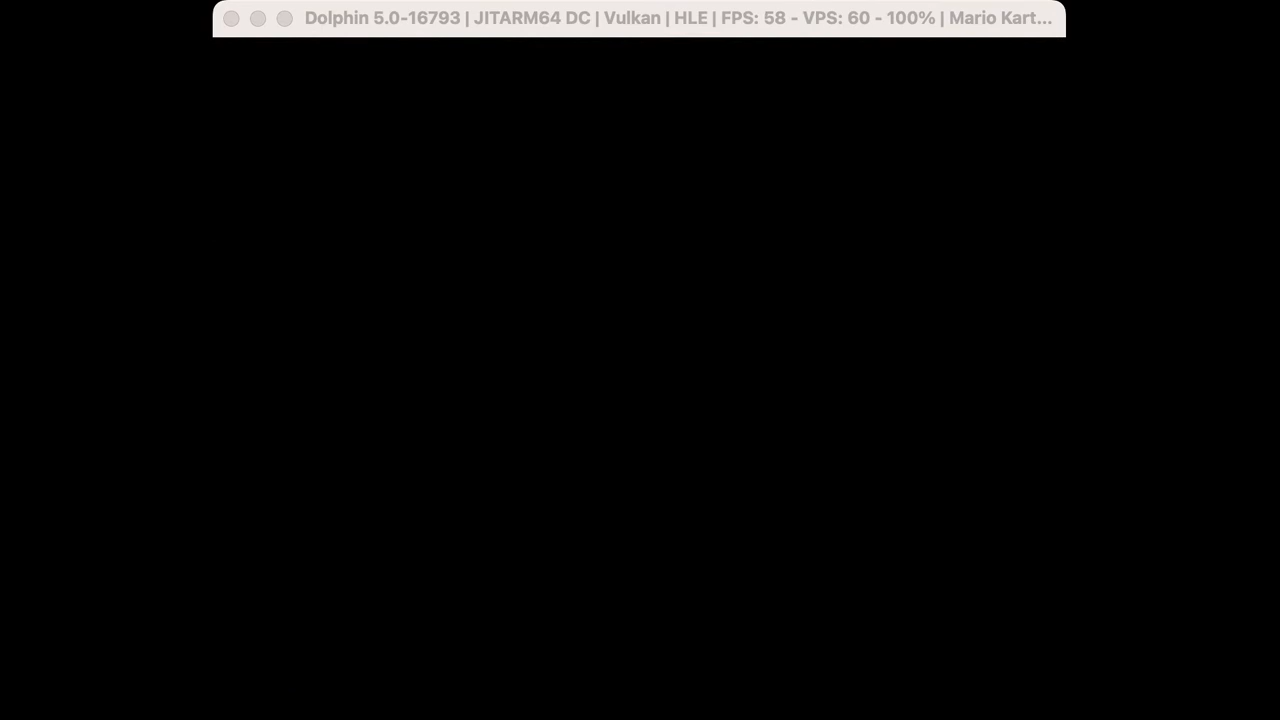 Dolphin 5.0-16793 | JITARM64 DC | Vulkan | HLE | FPS: 58 - VPS: 60 - 100% | Mario Kart...